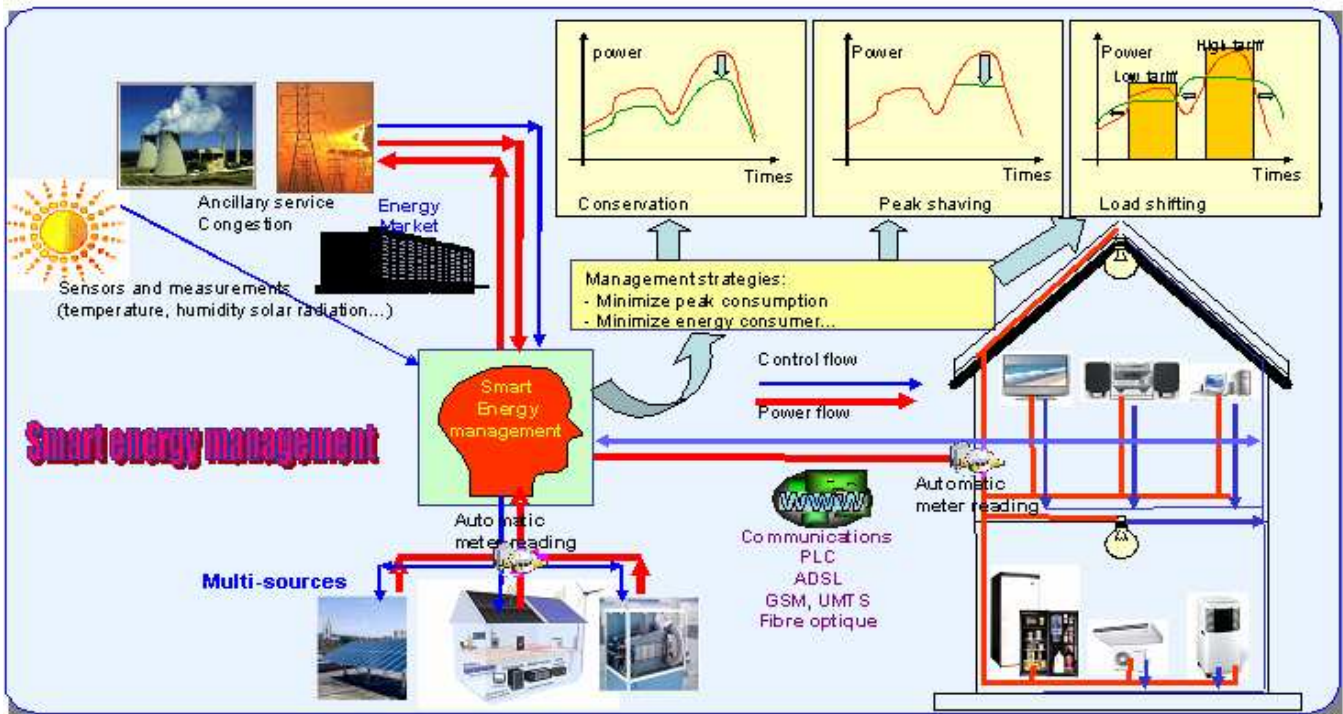 power
Times
Conservation
Power
Times
Peak shaving
Power
High tariff
Low tariff
Times
Load shifting
Ancillary service
Congestion
Energy
Market
Sensors and measurements
(temperature, humidity solar radiation...)
Management strategies:
- Minimize peak consumption
- Minimize energy consumer...
Control flow
Power flow
Smart
Energy
management
Smart energy management
Automatic
meter reading
Automatic
meter reading
Multi-sources
Communications
PLC
ADSL
GSM, UMTS
Fibre optique